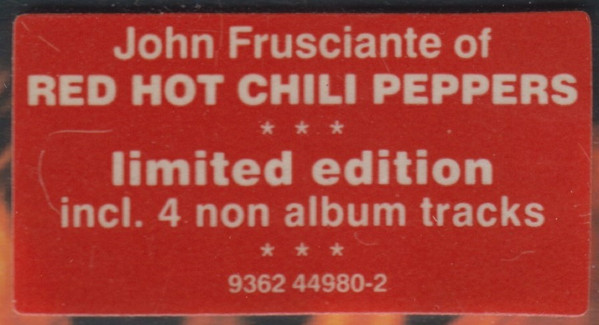 John Frusciante of
RED HOT CHILI PEPPERS
* * *
limited edition
incl. 4 non album tracks
* * *
9362 44980-2